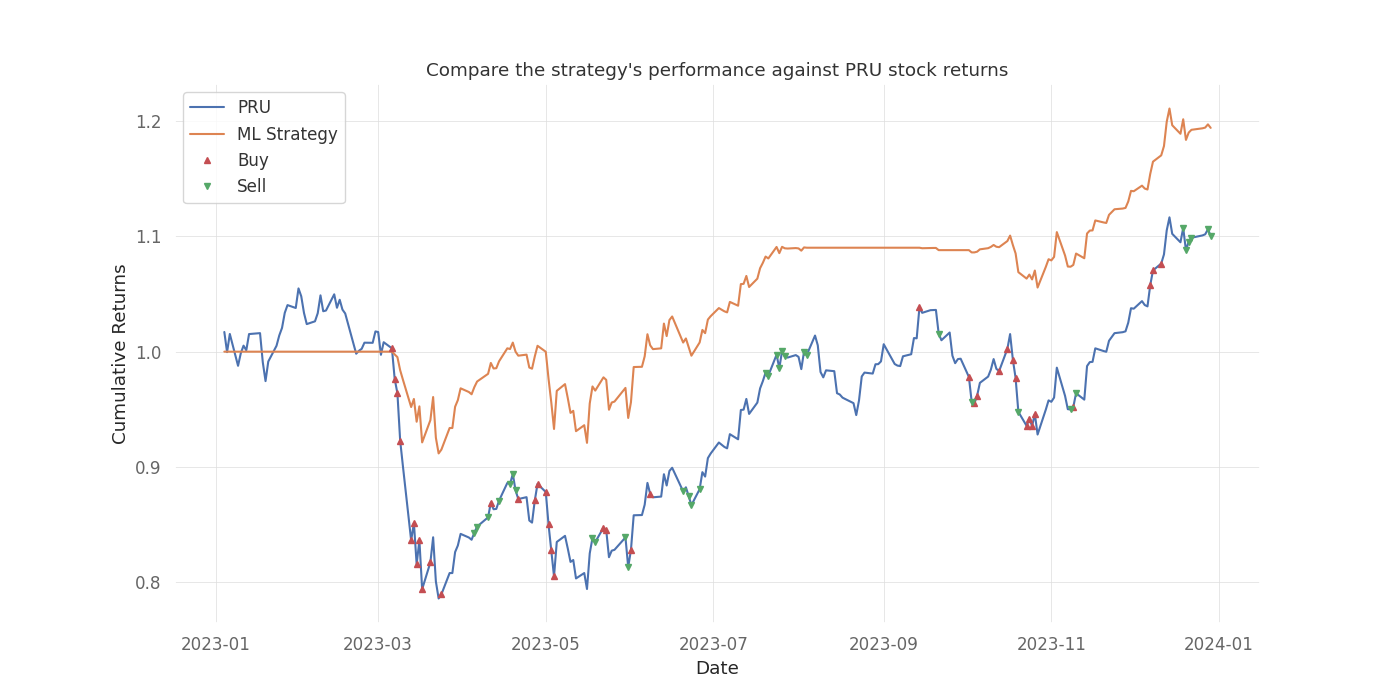 Compare the strategy's performance against PRU stock returns
PRU
ML Strategy
Buy
Sell
Cumulative Returns
1.2
1.1
1.0
0.9
0.8
2023-01
2023-03
2023-05
2023-07
2023-09
2023-11
2024-01
Date